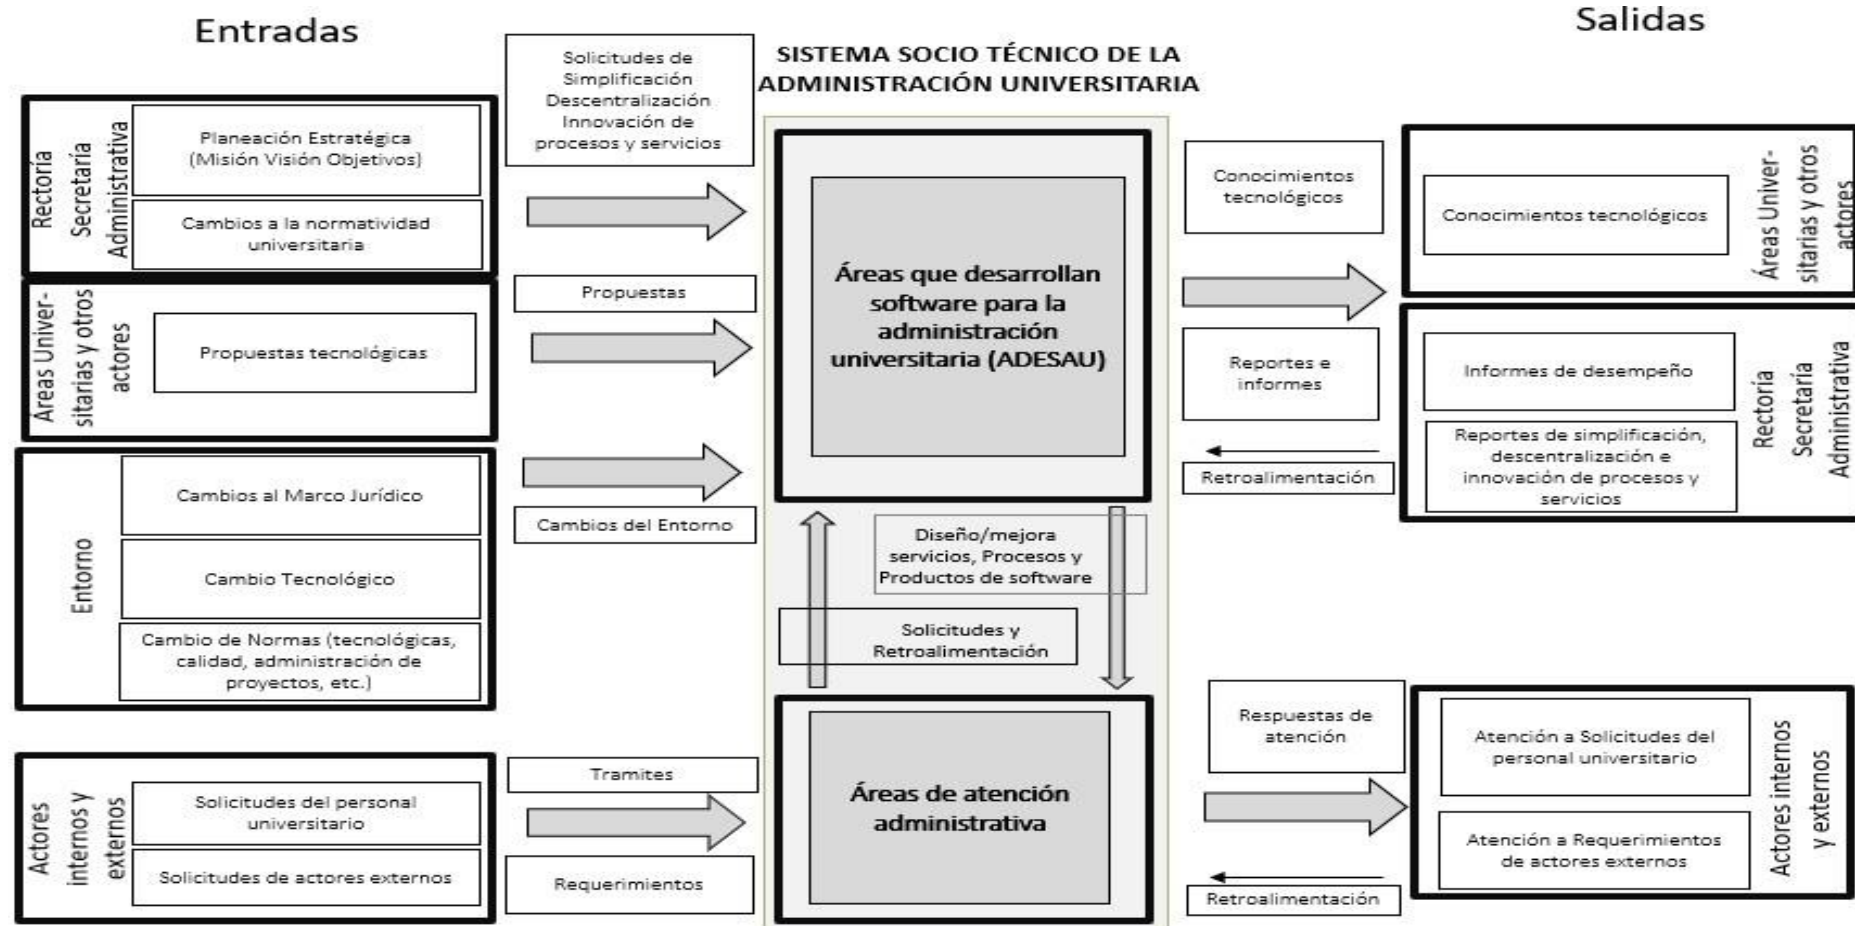 Entradas
Salidas
SISTEMA SOCIO TÉCNICO DE LA
ADMINISTRACIÓN UNIVERSITARIA
Rectoría
Secretaría
Administrativa
Planeación Estratégica
(Misión Visión Objetivos)
Cambios a la normatividad
universitaria
Solicitudes de
Simplificación
Descentralización
Innovación de
procesos y servicios
Áreas Univer-
sitarias y otros
actores
Propuestas tecnológicas
Propuestas
Entorno
Cambios al Marco Jurídico
Cambio Tecnológico
Cambio de Normas (tecnológicas,
calidad, administración de
proyectos, etc.)
Cambios del Entorno
Actores
internos y
externos
Solicitudes del personal
universitario
Solicitudes de actores externos
Tramites
Requerimientos
Áreas que desarrollan
software para la
administración
universitaria (ADESAU)
Diseño/mejora
servicios, Procesos y
Productos de software
Solicitudes y
Retroalimentación
Áreas de atención
administrativa
Conocimientos
tecnológicos
Reportes e
informes
Retroalimentación
Conocimientos tecnológicos
Áreas Univer-
sitarias y otros
actores
Informes de desempeño
Reportes de simplificación,
descentralización e
innovación de procesos y
servicios
Rectoría
Secretaría
Administrativa
Respuestas de
atención
Retroalimentación
Atención a Solicitudes del
personal universitario
Atención a Requerimientos
de actores externos
Actores internos
y externos